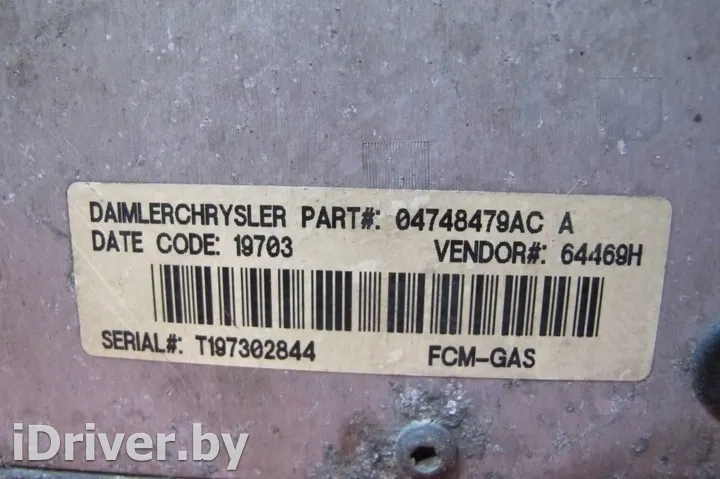 DAIMLERCHRYSLER PART#: 04748479AC A
DATE CODE: 19703 VENDOR#: 64469H
SERIAL#: T197302844 FCM-GAS
iDriver.by